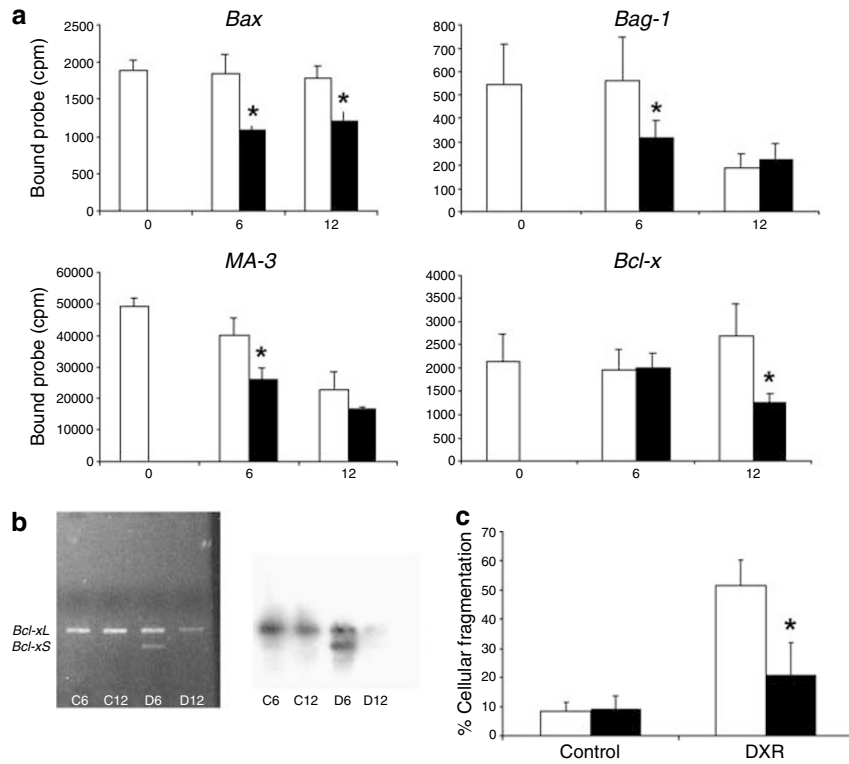 a
Bax
Bound probe (cpm)
2500
2000
1500
1000
500
0
*
*
0 6 12
Bag-1
800
700
600
500
400
300
200
100
0
*
0 6 12
MA-3
Bound probe (cpm)
60000
50000
40000
30000
20000
10000
0
*
0 6 12
Bcl-x
4000
3500
3000
2500
2000
1500
1000
500
0
*
0 6 12
b
Bcl-xL
Bcl-xS
C6 C12 D6 D12
C6 C12 D6 D12
c
% Cellular fragmentation
70
60
50
40
30
20
10
0
*
Control DXR